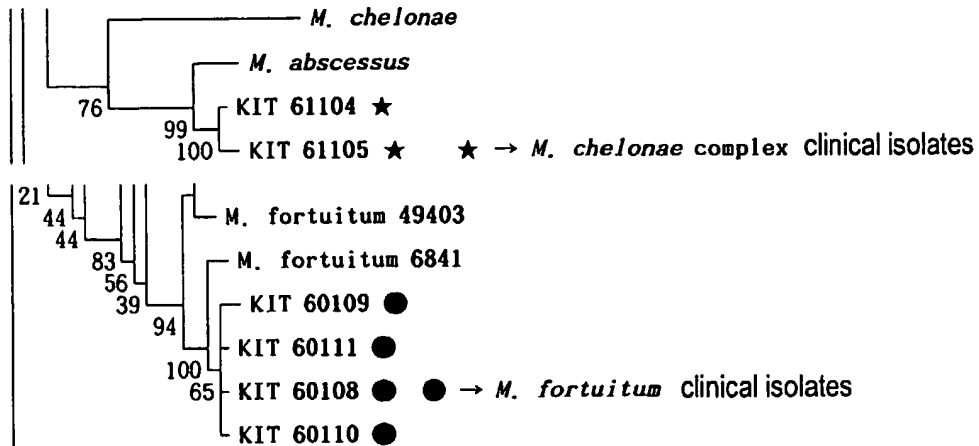 M. chelonae
M. abscessus
76
KIT 61104 ★
99
100
KIT 61105 ★ ★ → M. chelonae complex clinical isolates
21
44
M. fortuitum 49403
44
83
M. fortuitum 6841
56
39
KIT 60109 ●
94
KIT 60111 ●
100
65
KIT 60108 ● ● → M. fortuitum clinical isolates
KIT 60110 ●